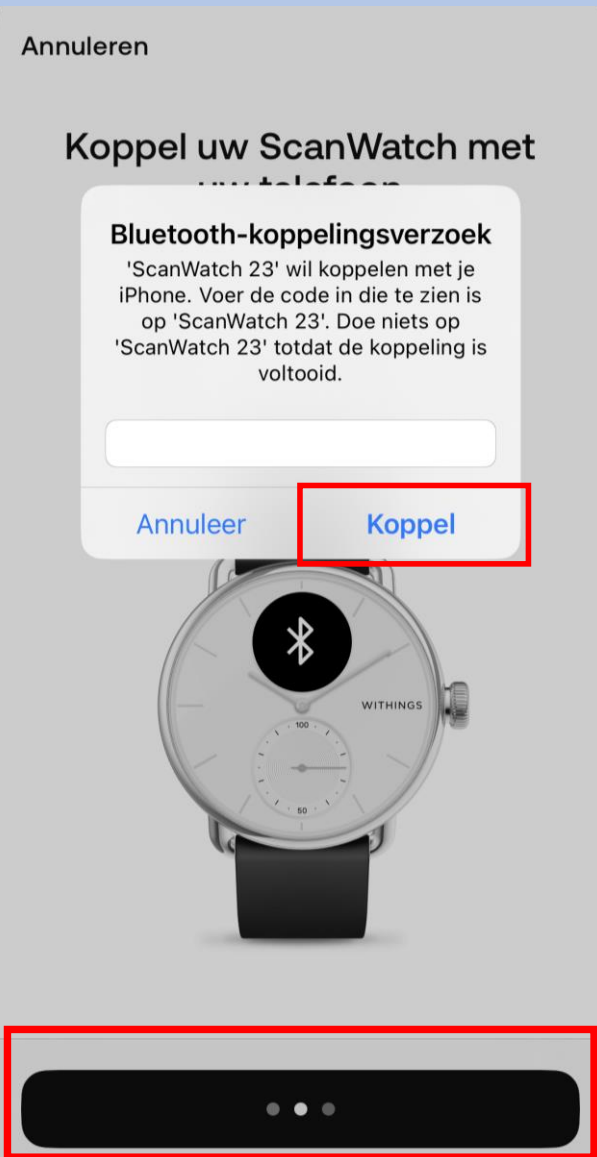 Annuleren
Koppel uw ScanWatch met
uw telefoon
Bluetooth-koppelingsverzoek
'ScanWatch 23' wil koppelen met je
iPhone. Voer de code in die te zien is
op 'ScanWatch 23'. Doe niets op
'ScanWatch 23' totdat de koppeling is
voltooid.
Annuleer Koppel
WITHINGS
100
50